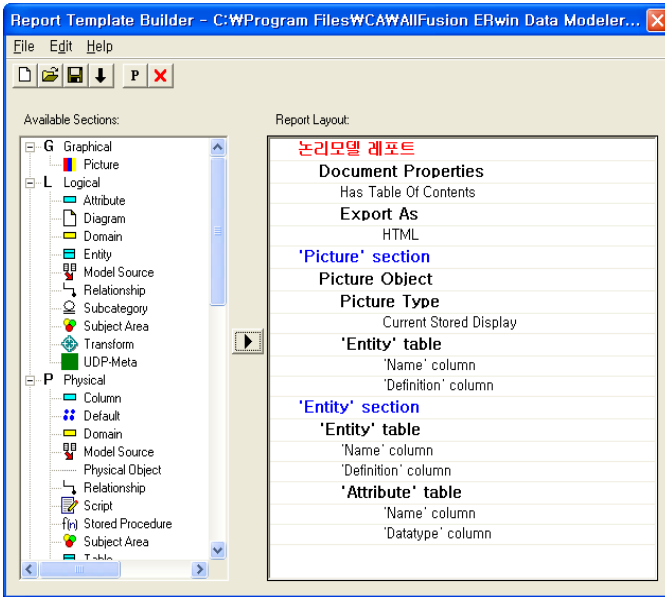 Report Template Builder - C:₩Program Files₩CA₩AllFusion ERwin Data Modeler...
File Edit Help
P
Available Sections:
Report Layout:
G Graphical
Picture
L Logical
Attribute
Diagram
Domain
Entity
Model Source
Relationship
Subcategory
Subject Area
Transform
UDP-Meta
P Physical
Column
Default
Domain
Model Source
Physical Object
Relationship
Script
f(n) Stored Procedure
Subject Area
Table
논리모델 레포트
Document Properties
Has Table Of Contents
Export As
HTML
'Picture' section
Picture Object
Picture Type
Current Stored Display
'Entity' table
'Name' column
'Definition' column
'Entity' section
'Entity' table
'Name' column
'Definition' column
'Attribute' table
'Name' column
'Datatype' column